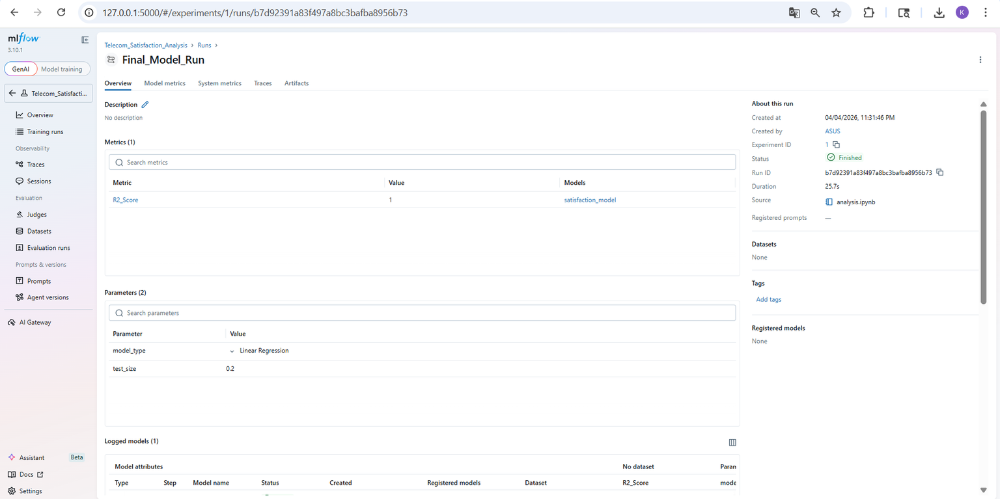 127.0.0.1:5000/#/experiments/1/runs/b7d92391a83f497a8bc3bafba8956b73
K
mlflow
3.10.1
GenAI
Model training
Telecom_Satisfacti...
Overview
Training runs
Observability
Traces
Sessions
Evaluation
Judges
Datasets
Evaluation runs
Prompts & versions
Prompts
Agent versions
AI Gateway
Assistant Beta
Docs
Settings
Telecom_Satisfaction_Analysis › Runs ›
Final_Model_Run
Overview Model metrics System metrics Traces Artifacts
Description
No description
Metrics (1)
Search metrics
Metric Value Models
R2_Score 1 satisfaction_model
Parameters (2)
Search parameters
Parameter Value
model_type Linear Regression
test_size 0.2
Logged models (1)
Model attributes No dataset Param
Type Step Model name Status Created Registered models Dataset R2_Score mode
About this run
Created at 04/04/2026, 11:31:46 PM
Created by ASUS
Experiment ID 1
Status Finished
Run ID b7d92391a83f497a8bc3bafba8956b73
Duration 25.7s
Source analysis.ipynb
Registered prompts —
Datasets
None
Tags
Add tags
Registered models
None